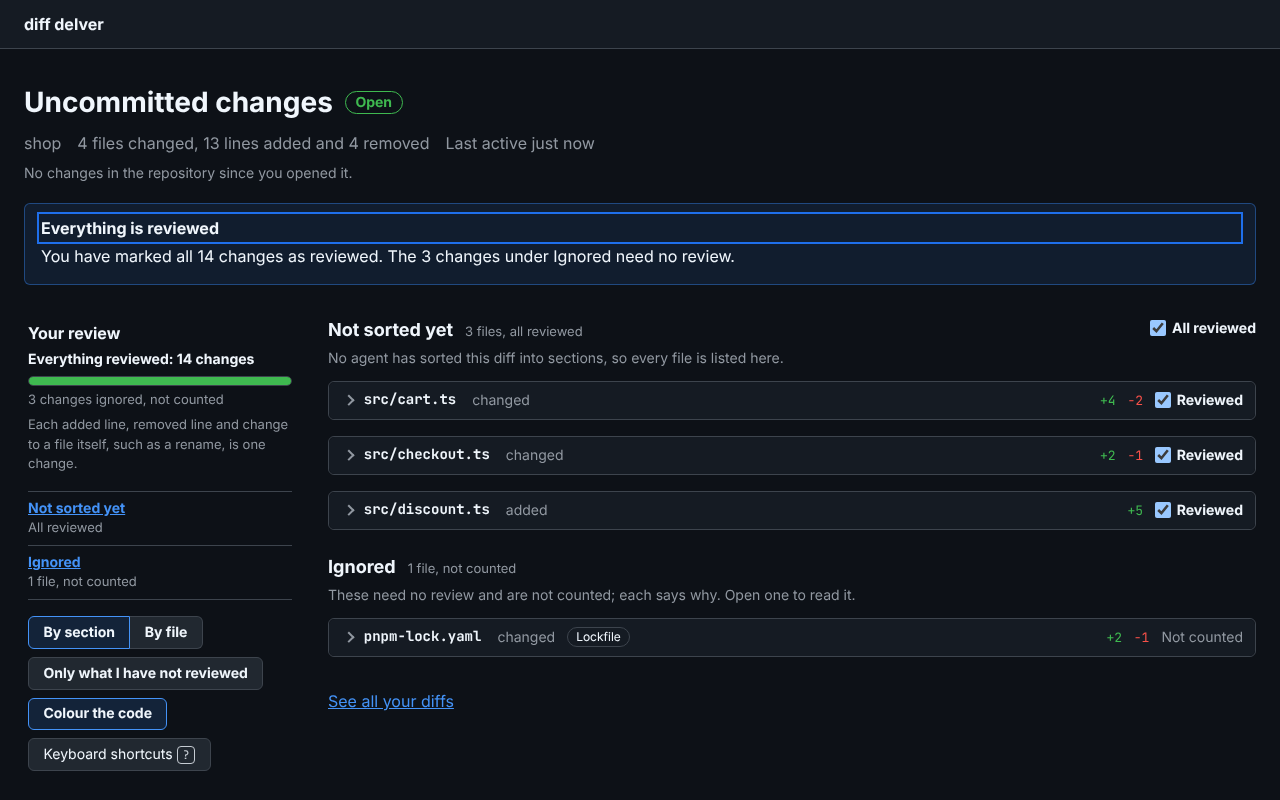 diff delver
Uncommitted changes Open
shop 4 files changed, 13 lines added and 4 removed Last active just now
No changes in the repository since you opened it.
Everything is reviewed
You have marked all 14 changes as reviewed. The 3 changes under Ignored need no review.
Your review
Everything reviewed: 14 changes
3 changes ignored, not counted
Each added line, removed line and change
to a file itself, such as a rename, is one
change.
Not sorted yet
All reviewed
Ignored
1 file, not counted
By section By file
Only what I have not reviewed
Colour the code
Keyboard shortcuts ?
Not sorted yet 3 files, all reviewed All reviewed
No agent has sorted this diff into sections, so every file is listed here.
src/cart.ts changed +4 -2 Reviewed
src/checkout.ts changed +2 -1 Reviewed
src/discount.ts added +5 Reviewed
Ignored 1 file, not counted
These need no review and are not counted; each says why. Open one to read it.
pnpm-lock.yaml changed Lockfile +2 -1 Not counted
See all your diffs